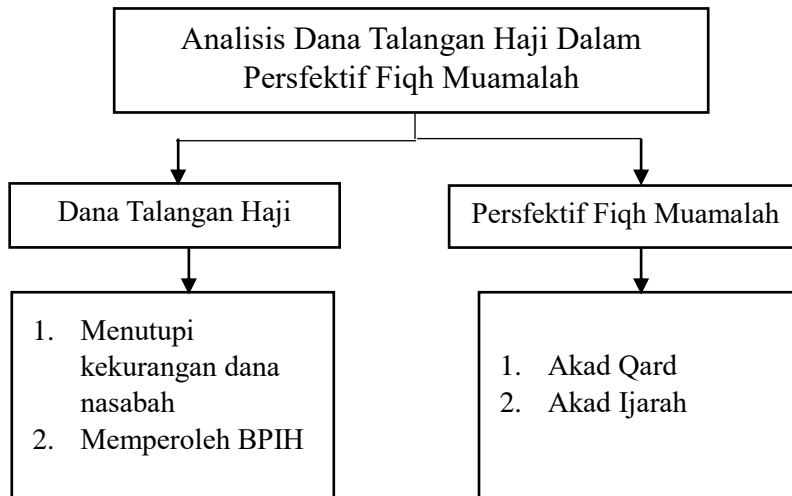 Analisis Dana Talangan Haji Dalam
Persfektif Fiqh Muamalah
Dana Talangan Haji
Persfektif Fiqh Muamalah
1. Menutupi
kekurangan dana
nasabah
2. Memperoleh BPIH
1. Akad Qard
2. Akad Ijarah